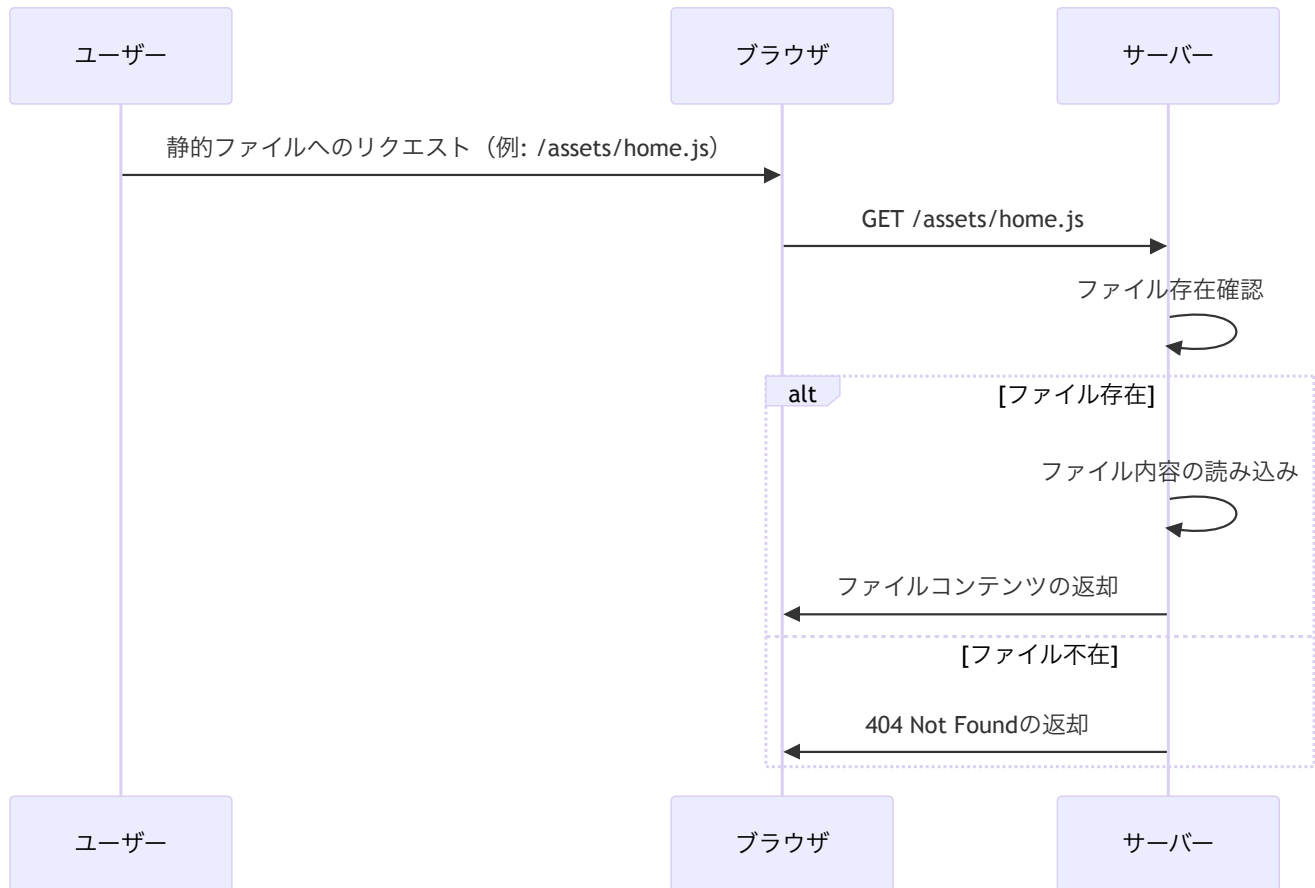 ユーザー
ブラウザ
サーバー
静的ファイルへのリクエスト（例: /assets/home.js）
GET /assets/home.js
ファイル存在確認
alt
[ファイル存在]
ファイル内容の読み込み
ファイルコンテンツの返却
[ファイル不在]
404 Not Foundの返却
ユーザー
ブラウザ
サーバー